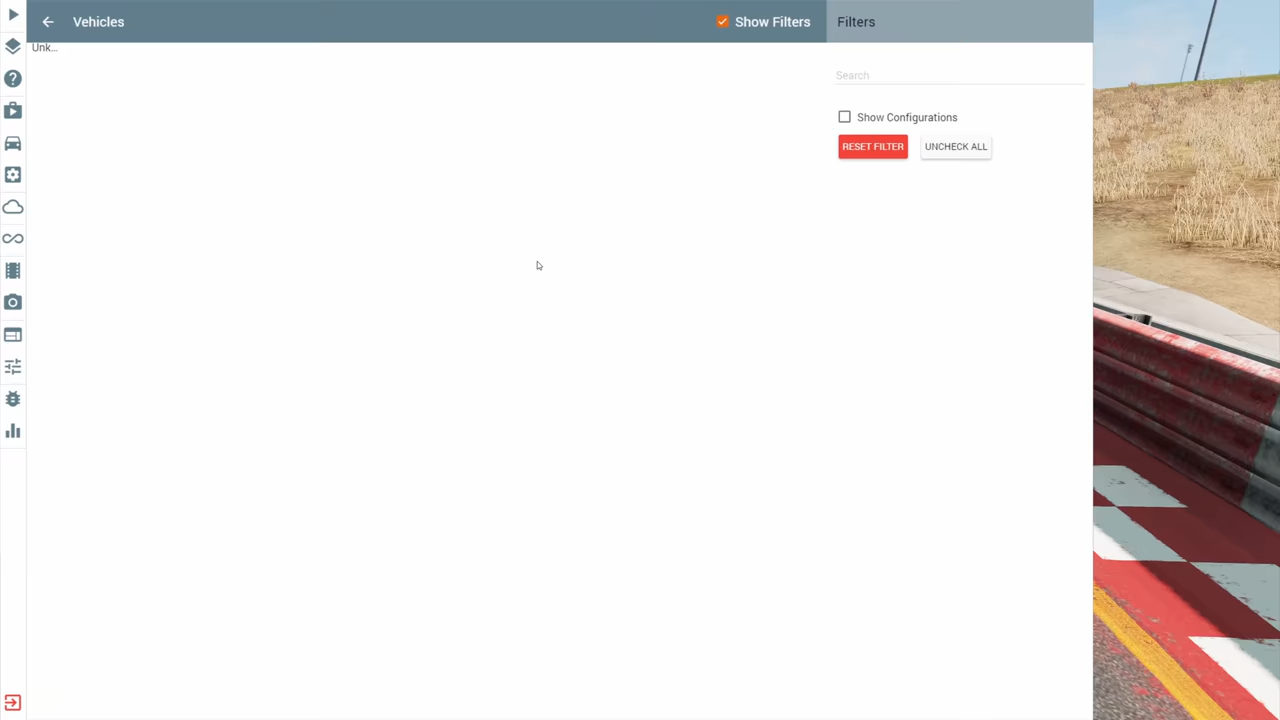 Vehicles
Show Filters
Filters
Unk...
Search
Show Configurations
RESET FILTER
UNCHECK ALL